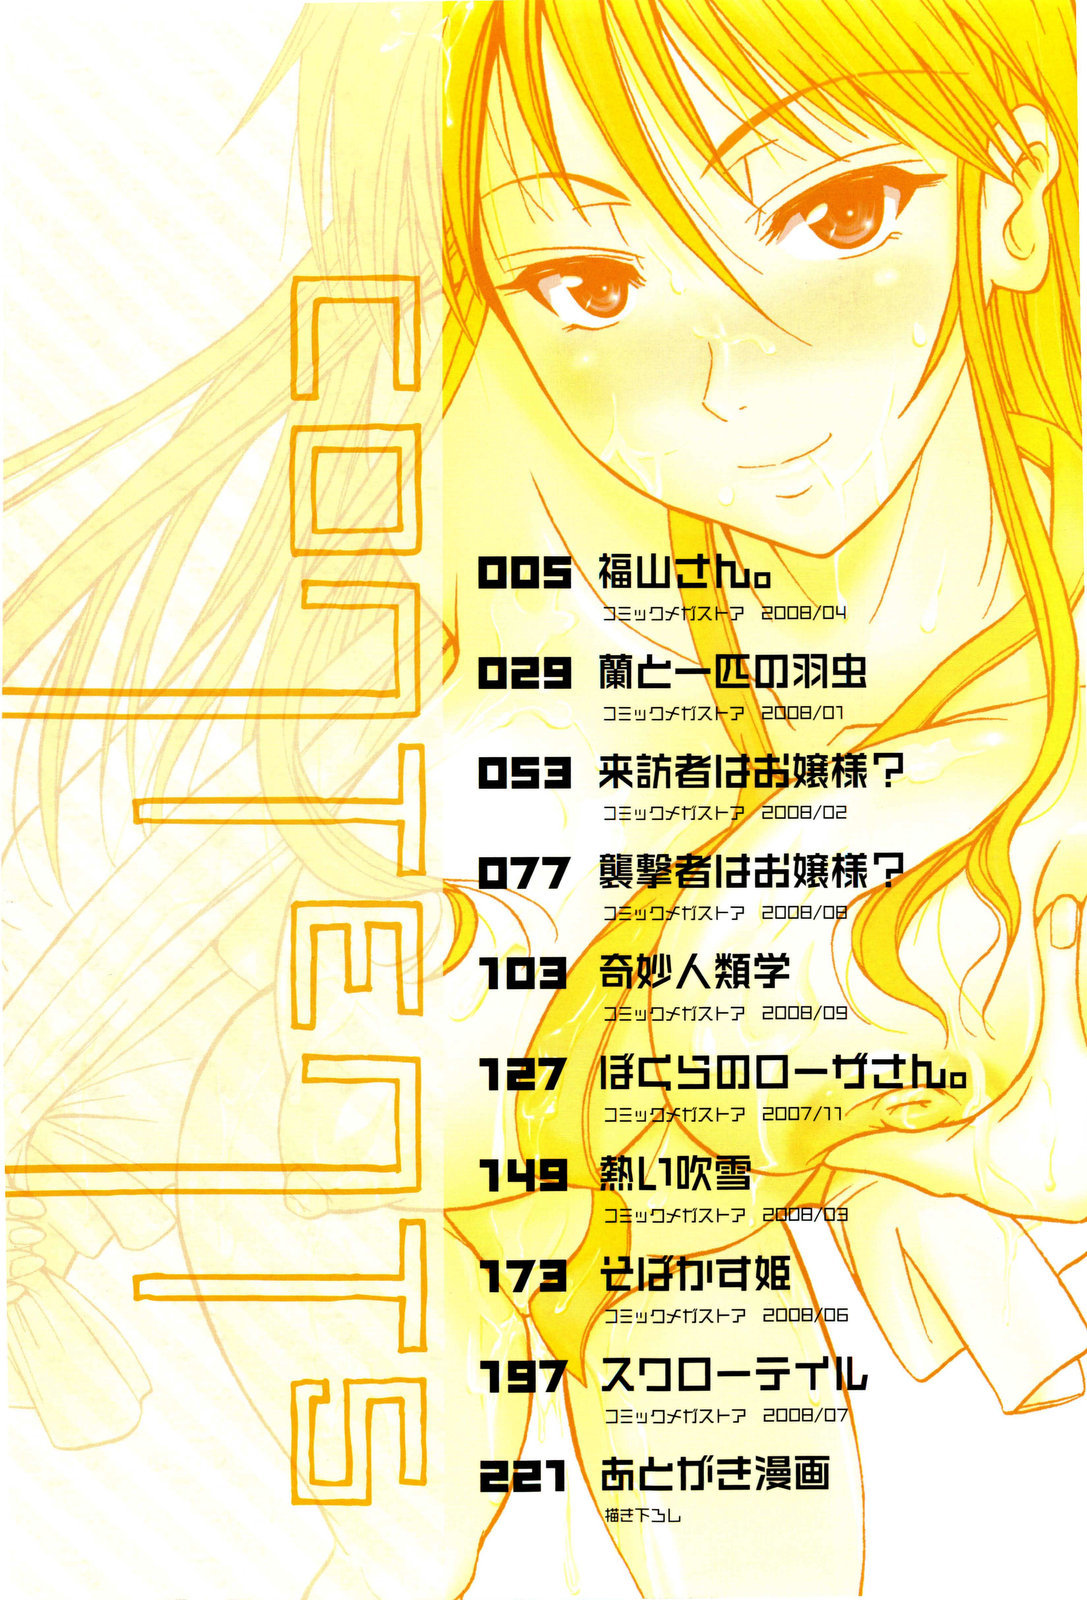 CONTENTS
005 福山さん。
コミックメガストア 2008/04
029 蘭と一匹の羽虫
コミックメガストア 2008/01
053 来訪者はお嬢様?
コミックメガストア 2008/02
077 襲撃者はお嬢様?
コミックメガストア 2008/08
103 奇妙人類学
コミックメガストア 2008/09
127 ぼくらのローザさん。
コミックメガストア 2007/11
149 熱い吹雪
コミックメガストア 2008/03
173 そばかす姫
コミックメガストア 2008/06
197 スワローテイル
コミックメガストア 2008/07
221 あとがき漫画
描き下ろし